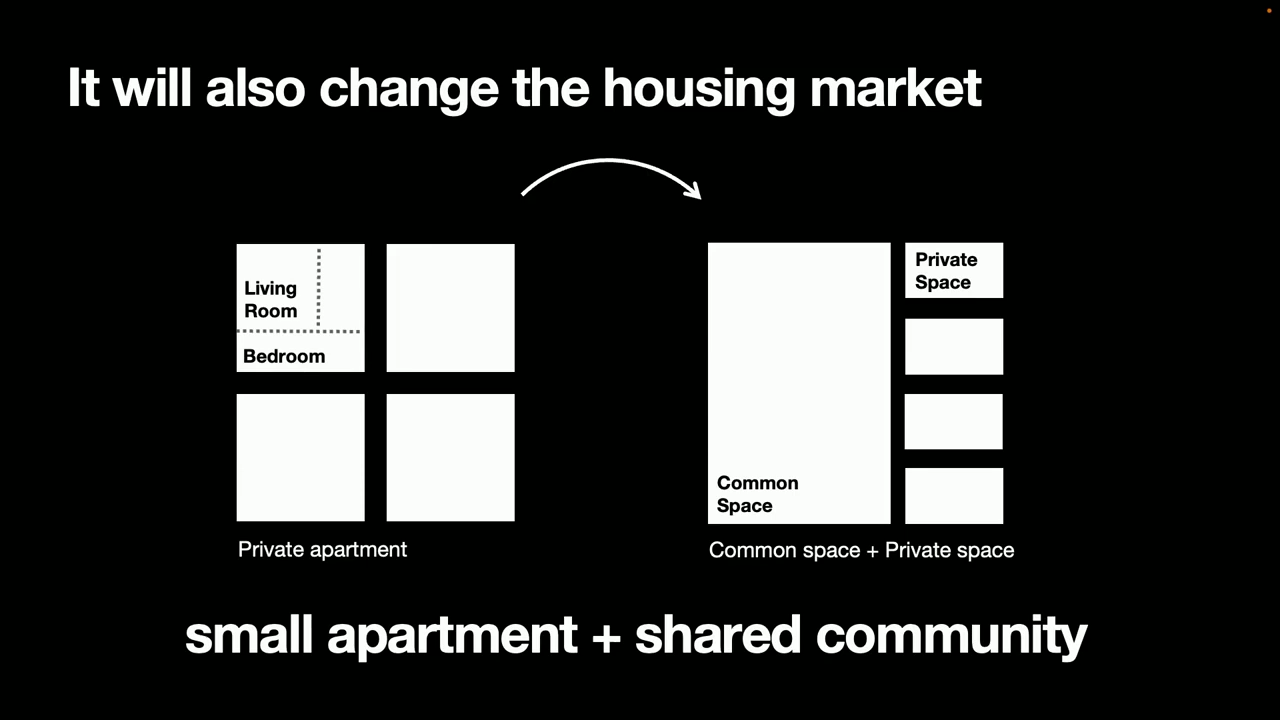 It will also change the housing market
Living
Room
Bedroom
Private apartment
Private
Space
Common
Space
Common space + Private space
small apartment + shared community